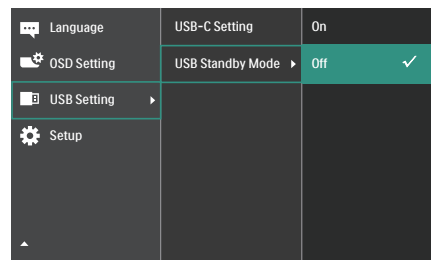 Language
OSD Setting
USB Setting
Setup
USB-C Setting
USB Standby Mode
On
Off